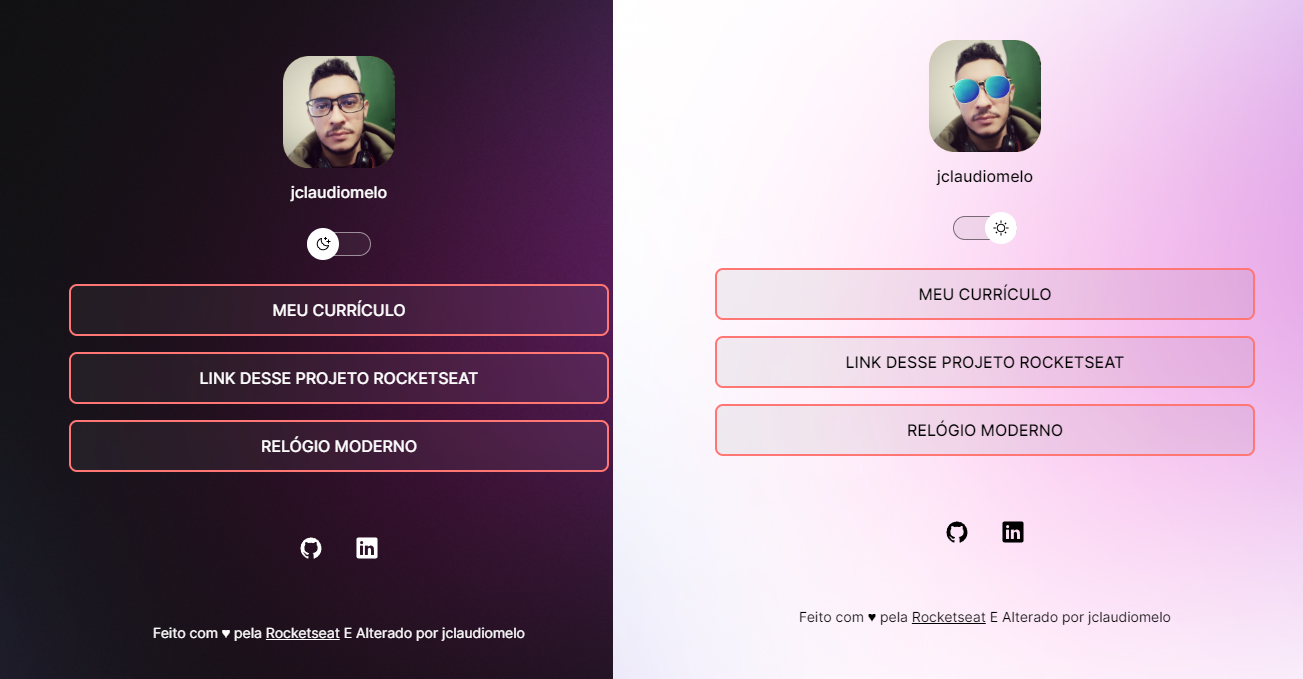 jclaudiomelo
MEU CURRÍCULO
LINK DESSE PROJETO ROCKETSEAT
RELÓGIO MODERNO
Feito com ♥ pela Rocketseat E Alterado por jclaudiomelo
jclaudiomelo
MEU CURRÍCULO
LINK DESSE PROJETO ROCKETSEAT
RELÓGIO MODERNO
Feito com ♥ pela Rocketseat E Alterado por jclaudiomelo